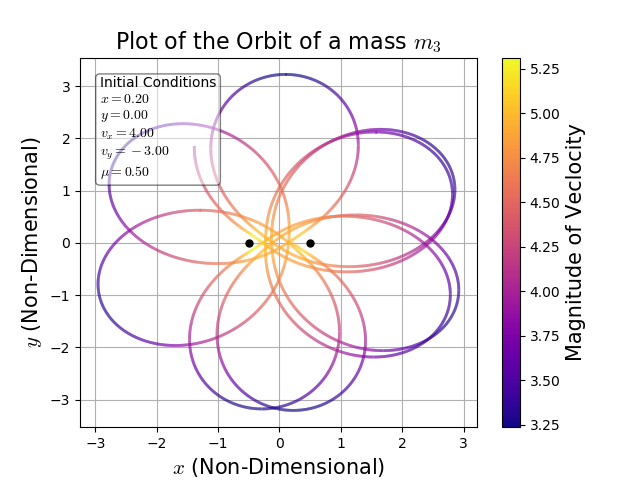 Plot of the Orbit of a mass m₃
Initial Conditions
x = 0.20
y = 0.00
vₓ = 4.00
v_y = −3.00
μ = 0.50
3
2
1
0
−1
−2
−3
−3
−2
−1
0
1
2
3
y (Non-Dimensional)
x (Non-Dimensional)
5.25
5.00
4.75
4.50
4.25
4.00
3.75
3.50
3.25
Magnitude of Veclocity